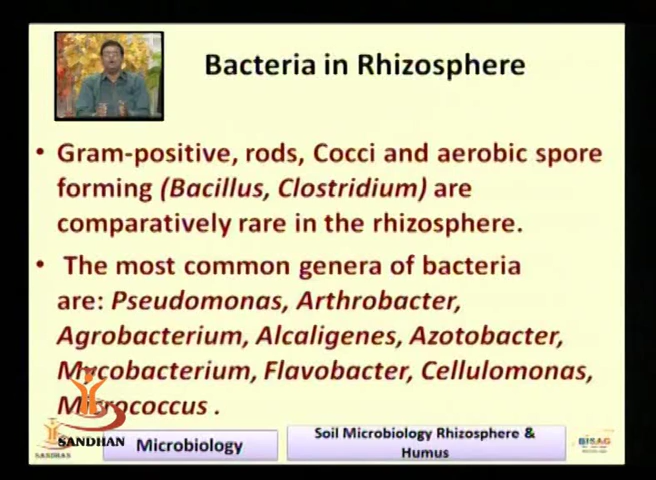 Bacteria in Rhizosphere
• Gram-positive, rods, Cocci and aerobic spore
forming (Bacillus, Clostridium) are
comparatively rare in the rhizosphere.
• The most common genera of bacteria
are: Pseudomonas, Arthrobacter,
Agrobacterium, Alcaligenes, Azotobacter,
Mycobacterium, Flavobacter, Cellulomonas,
Micrococcus .
SANDHAN
SANDHAN
Microbiology
Soil Microbiology Rhizosphere &
Humus
BISAG